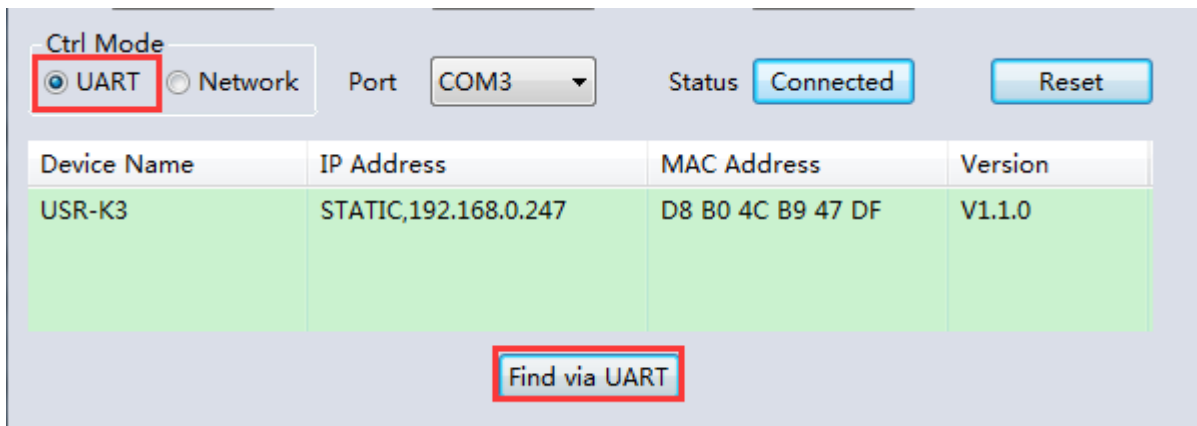 Ctrl Mode
UART Network Port COM3 Status Connected Reset
Device Name IP Address MAC Address Version
USR-K3 STATIC,192.168.0.247 D8 B0 4C B9 47 DF V1.1.0
Find via UART